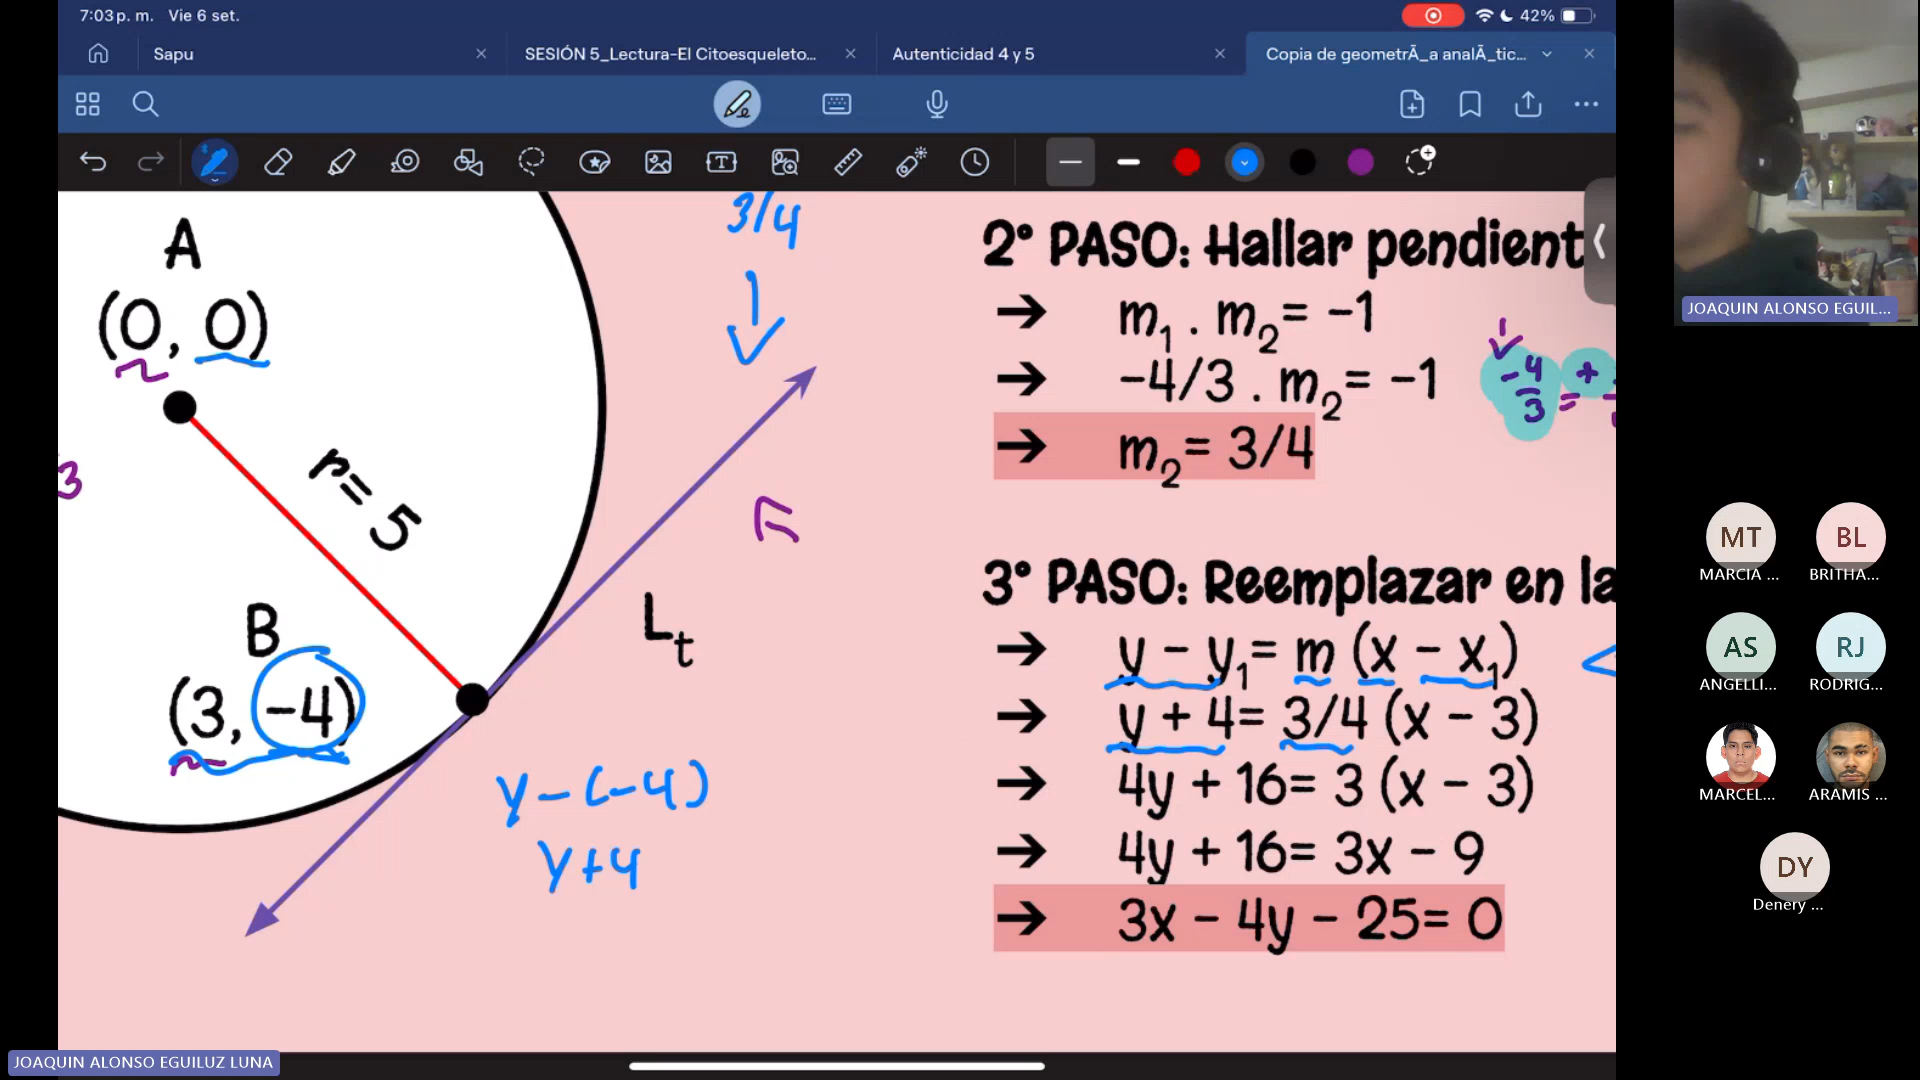 7:03 p. m. Vie 6 set.
42%
Sapu
SESIÓN 5_Lectura-El Citoesqueleto...
Autenticidad 4 y 5
Copia de geometrÃ_a analÃ_tic...
A
(0, 0)
3
r= 5
B
(3, -4)
3/4
L_t
y-(-4)
y+4
2° PASO: Hallar pendient
→ m₁ . m₂= -1
→ -4/3 . m₂= -1
→ m₂= 3/4
-4/3 +
3° PASO: Reemplazar en la
→ y - y₁= m (x - x₁)
→ y + 4= 3/4 (x - 3)
→ 4y + 16= 3 (x - 3)
→ 4y + 16= 3x - 9
→ 3x - 4y - 25= 0
JOAQUIN ALONSO EGUIL...
MT
MARCIA ...
BL
BRITHA...
AS
ANGELLI...
RJ
RODRIG...
MARCEL...
ARAMIS ...
DY
Denery ...
JOAQUIN ALONSO EGUILUZ LUNA